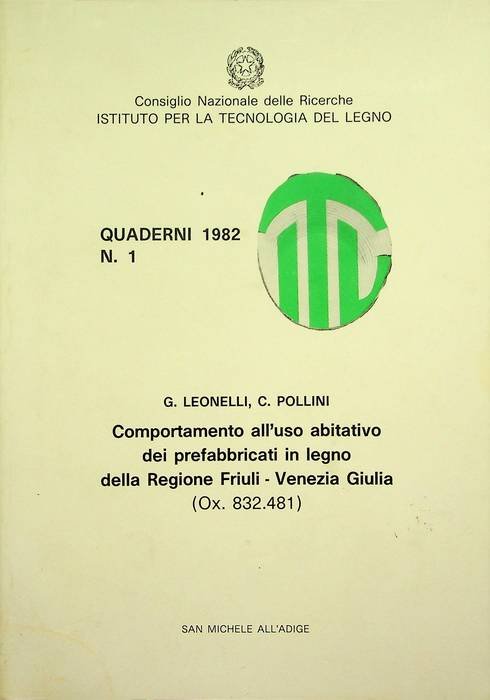 Consiglio Nazionale delle Ricerche
ISTITUTO PER LA TECNOLOGIA DEL LEGNO
QUADERNI 1982
N. 1
G. LEONELLI, C. POLLINI
Comportamento all'uso abitativo
dei prefabbricati in legno
della Regione Friuli - Venezia Giulia
(Ox. 832.481)
SAN MICHELE ALL'ADIGE